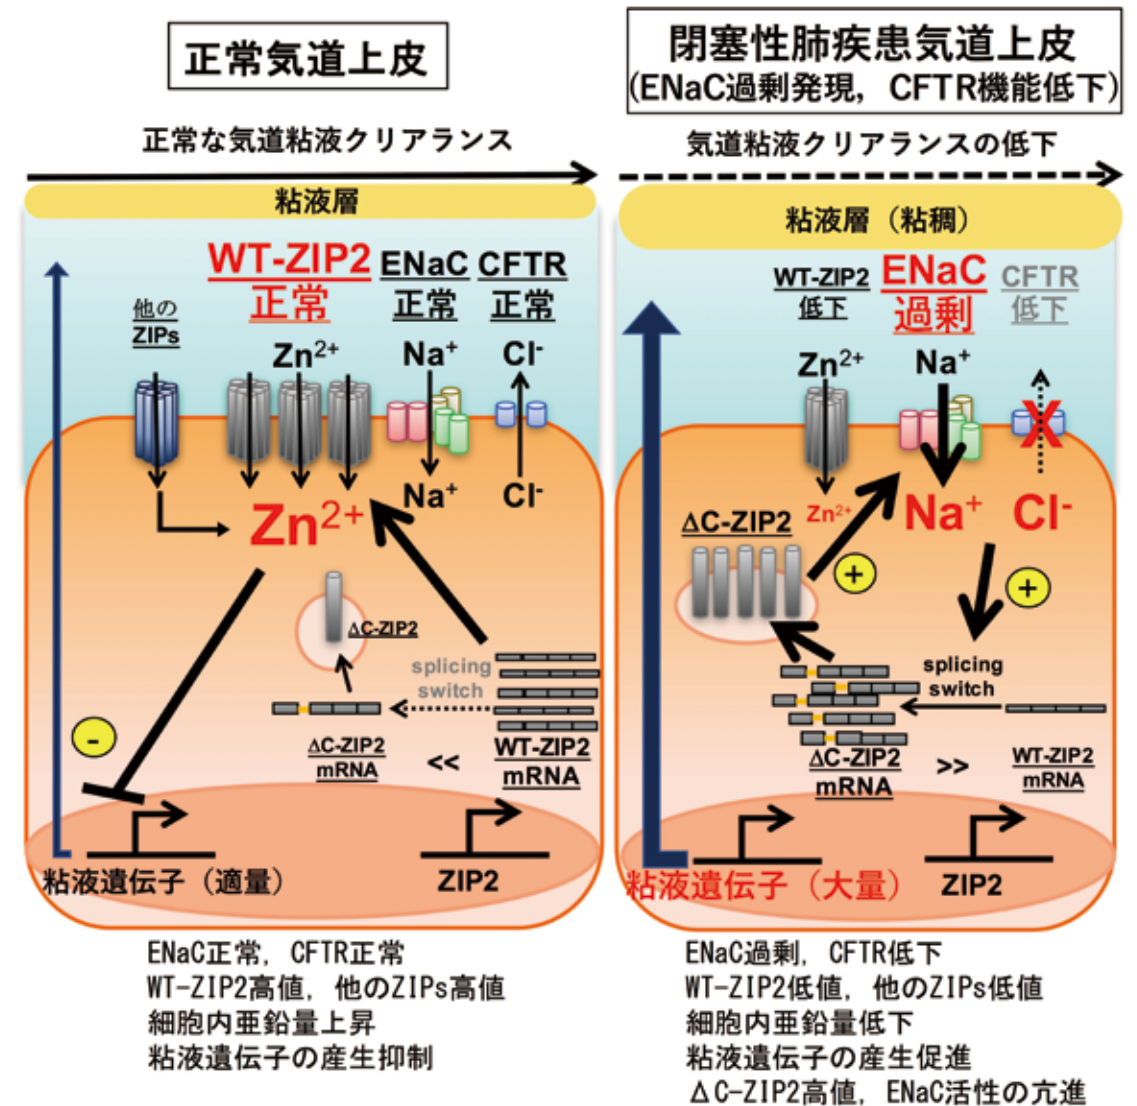 正常気道上皮
正常な気道粘液クリアランス
粘液層
WT-ZIP2
正常
ENaC
正常
CFTR
正常
他の
ZIPs
Zn2+
Na+
Cl-
Zn2+
Na+
Cl-
ΔC-ZIP2
splicing
switch
-
ΔC-ZIP2
mRNA
<<
WT-ZIP2
mRNA
粘液遺伝子（適量）
ZIP2
ENaC正常，CFTR正常
WT-ZIP2高値，他のZIPs高値
細胞内亜鉛量上昇
粘液遺伝子の産生抑制
閉塞性肺疾患気道上皮
(ENaC過剰発現，CFTR機能低下)
気道粘液クリアランスの低下
粘液層（粘稠）
WT-ZIP2
低下
ENaC
過剰
CFTR
低下
Zn2+
Na+
X
Zn2+
Na+
Cl-
ΔC-ZIP2
+
+
splicing
switch
ΔC-ZIP2
mRNA
>>
WT-ZIP2
mRNA
粘液遺伝子（大量）
ZIP2
ENaC過剰，CFTR低下
WT-ZIP2低値，他のZIPs低値
細胞内亜鉛量低下
粘液遺伝子の産生促進
ΔC-ZIP2高値，ENaC活性の亢進